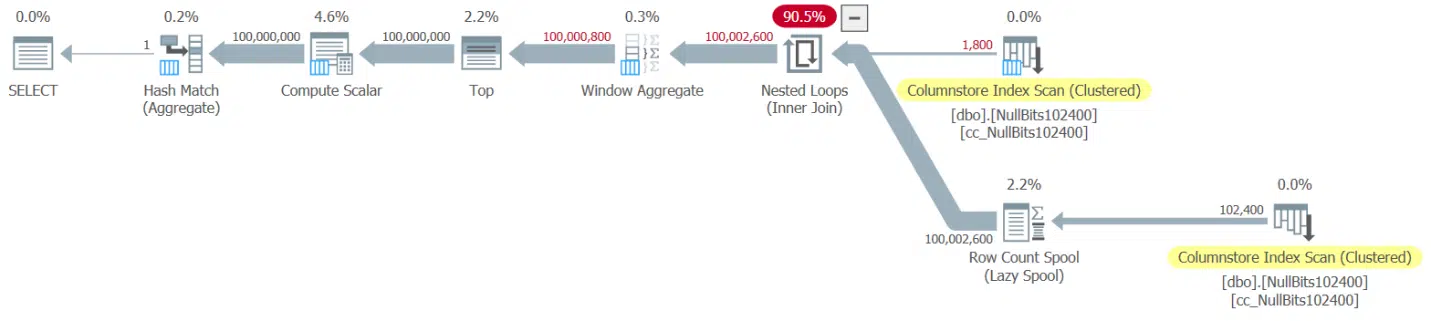 0.0%
SELECT
1
0.2%
Hash Match
(Aggregate)
100,000,000
4.6%
Compute Scalar
100,000,000
2.2%
Top
100,000,800
0.3%
Window Aggregate
100,002,600
90.5%
Nested Loops
(Inner Join)
1,800
0.0%
Columnstore Index Scan (Clustered)
[dbo].[NullBits102400]
[cc_NullBits102400]
100,002,600
2.2%
Row Count Spool
(Lazy Spool)
102,400
0.0%
Columnstore Index Scan (Clustered)
[dbo].[NullBits102400]
[cc_NullBits102400]